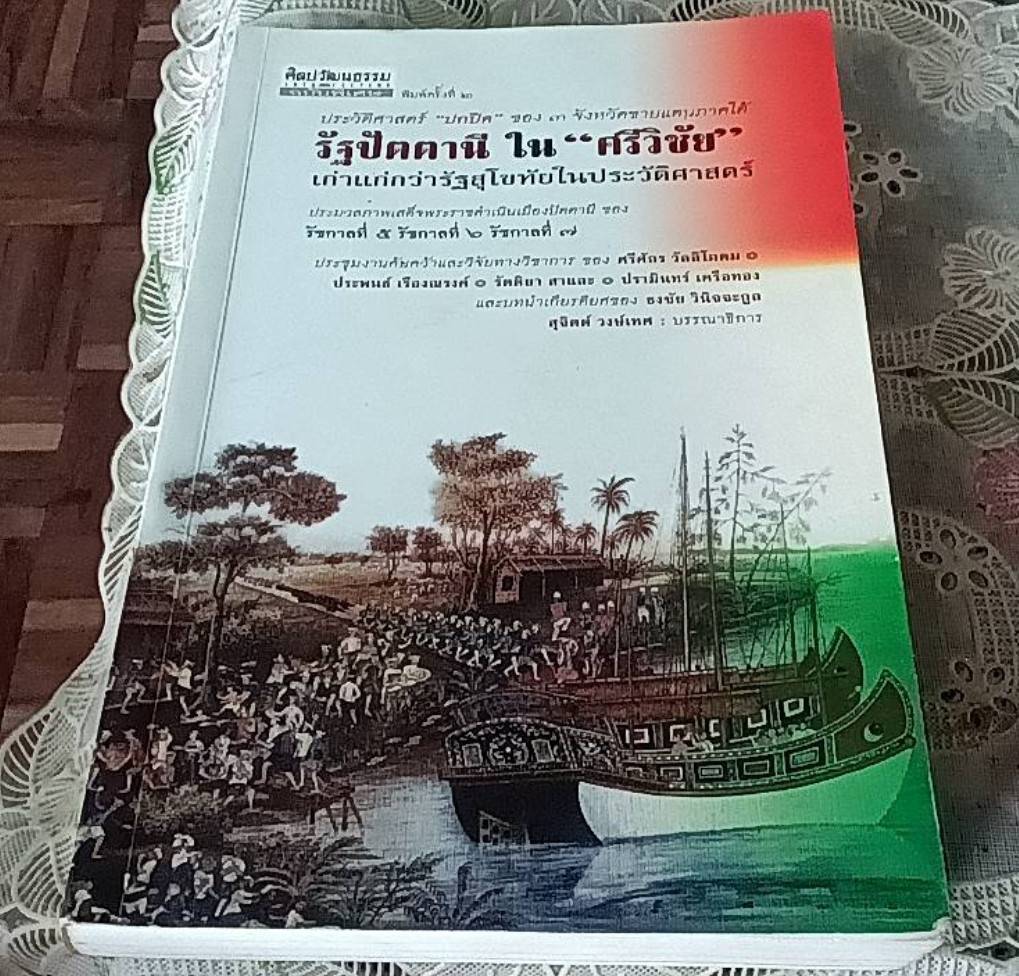 ศิลปวัฒนธรรม
ฉบับพิเศษ พิมพ์ครั้งที่ ๒
ประวัติศาสตร์ “ปกปิด” ของ ๓ จังหวัดชายแดนภาคใต้
รัฐปัตตานี ใน “ศรีวิชัย”
เก่าแก่กว่ารัฐสุโขทัยในประวัติศาสตร์
ประมวลภาพเสด็จพระราชดำเนินเมืองปัตตานี ของ
รัชกาลที่ ๕ รัชกาลที่ ๖ รัชกาลที่ ๗
ประชุมงานค้นคว้าและวิจัยทางวิชาการ ของ ศรีศักร วัลลิโภดม ๐
ประพนธ์ เรืองณรงค์ ๐ รัตติยา สาและ ๐ ปรามินทร์ เครือทอง
และบทนำเกียรติยศของ ธงชัย วินิจจะกูล
สุจิตต์ วงษ์เทศ : บรรณาธิการ